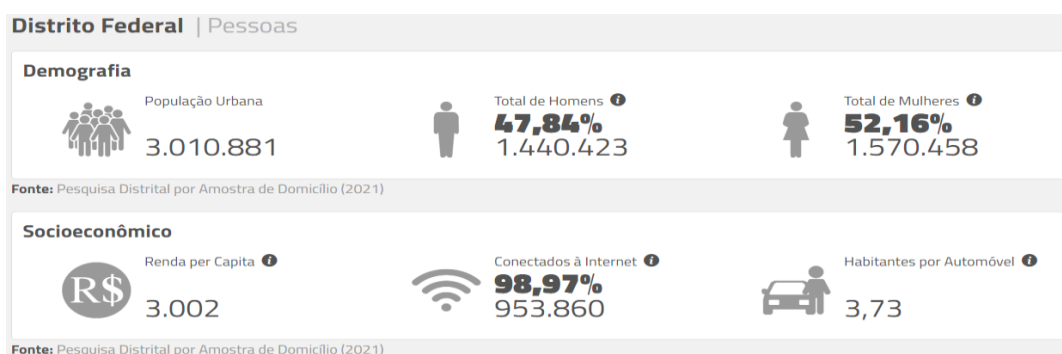 Distrito Federal | Pessoas
Demografia
População Urbana
3.010.881
Total de Homens i
47,84%
1.440.423
Total de Mulheres i
52,16%
1.570.458
Fonte: Pesquisa Distrital por Amostra de Domicílio (2021)
Socioeconômico
R$
Renda per Capita i
3.002
Conectados à Internet i
98,97%
953.860
Habitantes por Automóvel i
3,73
Fonte: Pesquisa Distrital por Amostra de Domicílio (2021)